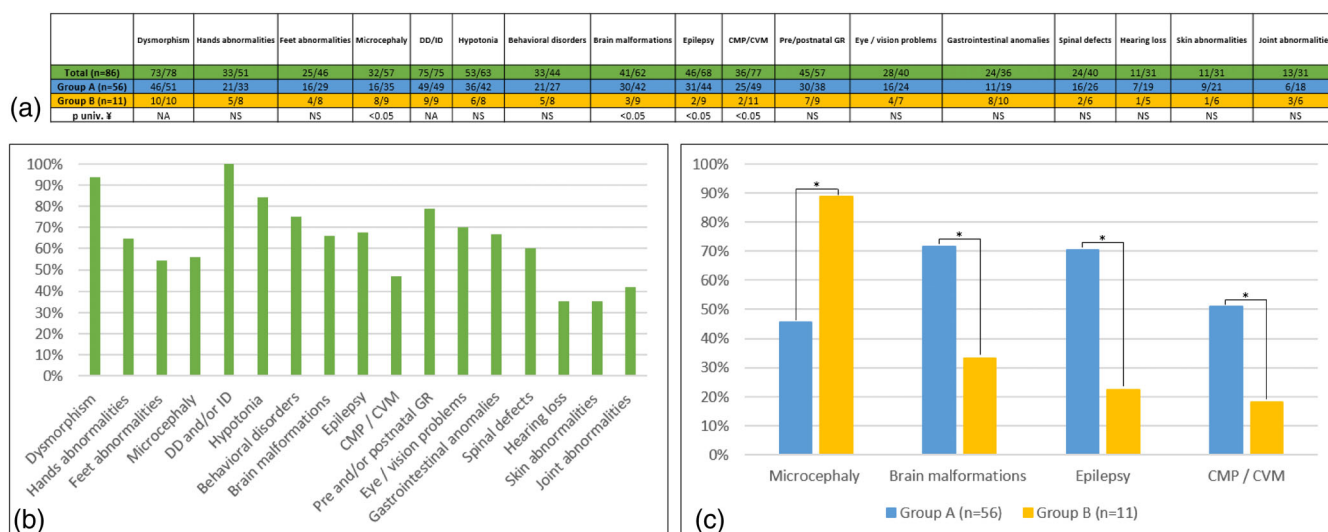 (a)
Dysmorphism Hands abnormalities Feet abnormalities Microcephaly DD/ID Hypotonia Behavioral disorders Brain malformations Epilepsy CMP/CVM Pre/postnatal GR Eye / vision problems Gastrointestinal anomalies Spinal defects Hearing loss Skin abnormalities Joint abnormalities
Total (n=86) 73/78 33/51 25/46 32/57 75/75 53/63 33/44 41/62 46/68 36/77 45/57 28/40 24/36 24/40 11/31 11/31 13/31
Group A (n=56) 46/51 21/33 16/29 16/35 49/49 36/42 21/27 30/42 31/44 25/49 30/38 16/24 11/19 16/26 7/19 9/21 6/18
Group B (n=11) 10/10 5/8 4/8 8/9 9/9 6/8 5/8 3/9 2/9 2/11 7/9 4/7 8/10 2/6 1/5 1/6 3/6
p univ. ¥ NA NS NS <0.05 NA NS NS <0.05 <0.05 <0.05 NS NS NS NS NS NS NS
(b)
100%
90%
80%
70%
60%
50%
40%
30%
20%
10%
0%
Dysmorphism
Hands abnormalities
Feet abnormalities
Microcephaly
DD and/or ID
Hypotonia
Behavioral disorders
Brain malformations
Epilepsy
CMP / CVM
Pre and/or postnatal GR
Eye / vision problems
Gastrointestinal anomalies
Spinal defects
Hearing loss
Skin abnormalities
Joint abnormalities
(c)
100%
90%
80%
70%
60%
50%
40%
30%
20%
10%
0%
* * * *
Microcephaly Brain malformations Epilepsy CMP / CVM
Group A (n=56) Group B (n=11)